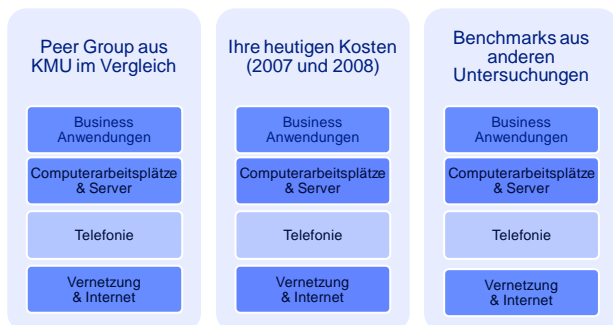 Peer Group aus
KMU im Vergleich
Business
Anwendungen
Computerarbeitsplätze
& Server
Telefonie
Vernetzung
& Internet
Ihre heutigen Kosten
(2007 und 2008)
Business
Anwendungen
Computerarbeitsplätze
& Server
Telefonie
Vernetzung
& Internet
Benchmarks aus
anderen
Untersuchungen
Business
Anwendungen
Computerarbeitsplätze
& Server
Telefonie
Vernetzung
& Internet